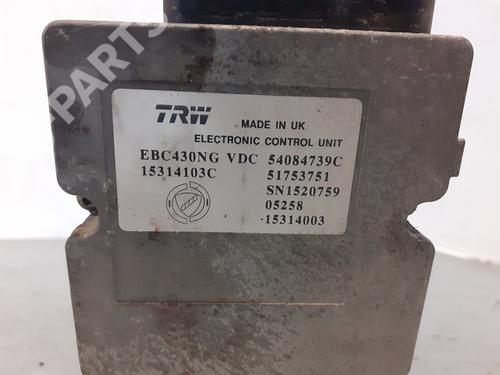 B-PARTS
TRW
MADE IN UK
ELECTRONIC CONTROL UNIT
EBC430NG VDC 54084739C
15314103C 51753751
SN1520759
05258
15314003